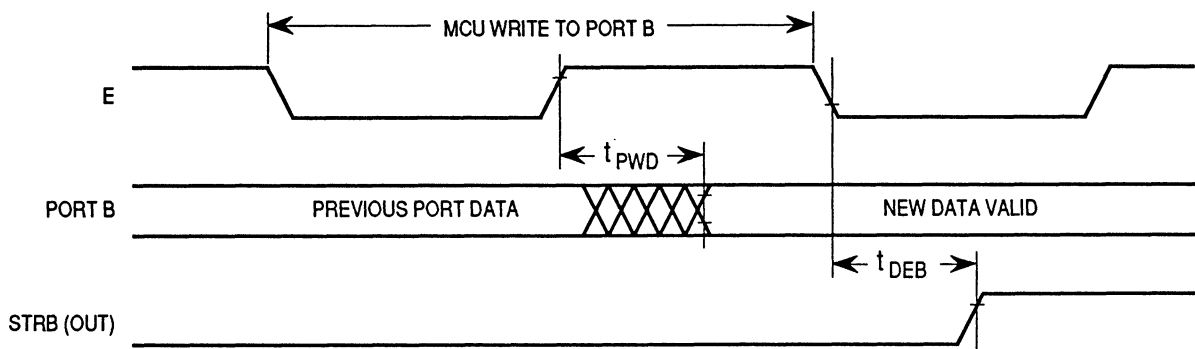 MCU WRITE TO PORT B
E
t PWD
PORT B
PREVIOUS PORT DATA
NEW DATA VALID
t DEB
STRB (OUT)